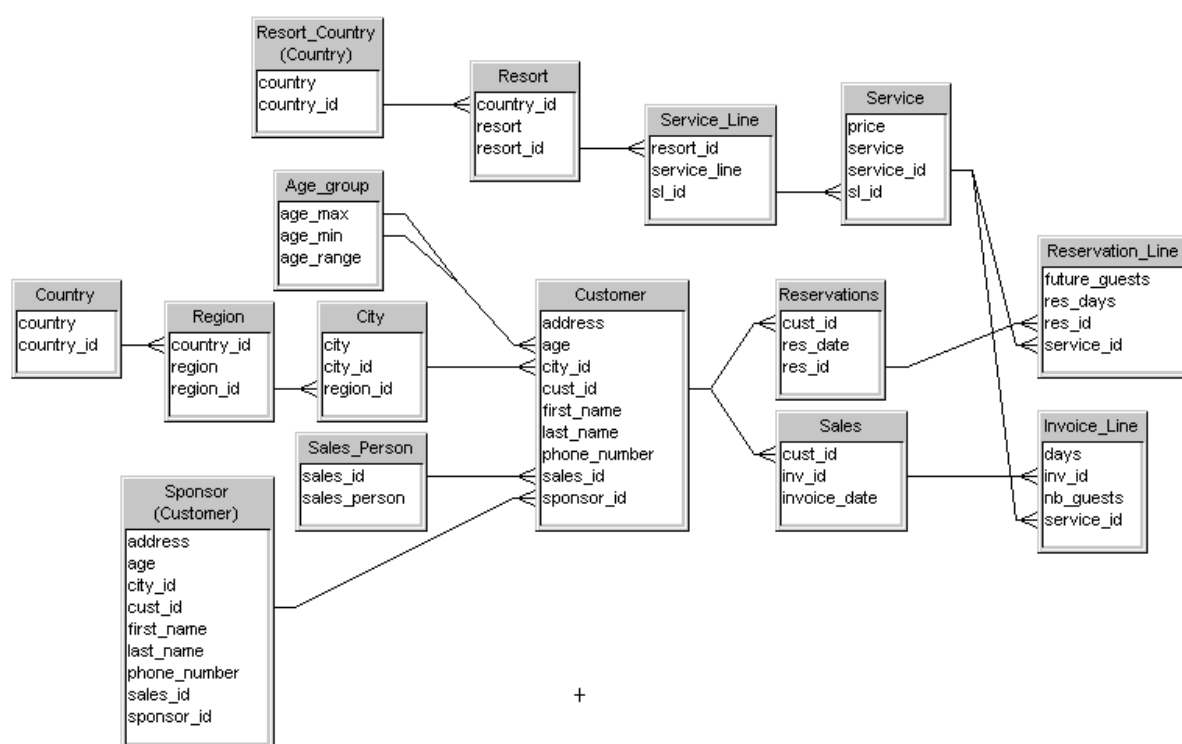 Resort_Country
(Country)
country
country_id
Resort
country_id
resort
resort_id
Service_Line
resort_id
service_line
sl_id
Service
price
service
service_id
sl_id
Age_group
age_max
age_min
age_range
Reservation_Line
future_guests
res_days
res_id
service_id
Country
country
country_id
Region
country_id
region
region_id
City
city
city_id
region_id
Customer
address
age
city_id
cust_id
first_name
last_name
phone_number
sales_id
sponsor_id
Reservations
cust_id
res_date
res_id
Sales
cust_id
inv_id
invoice_date
Invoice_Line
days
inv_id
nb_guests
service_id
Sales_Person
sales_id
sales_person
Sponsor
(Customer)
address
age
city_id
cust_id
first_name
last_name
phone_number
sales_id
sponsor_id